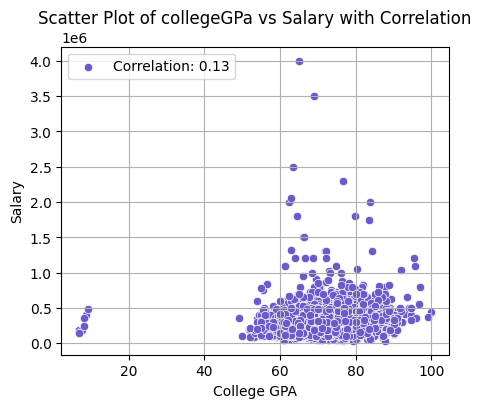 Scatter Plot of collegeGPa vs Salary with Correlation
1e6
Correlation: 0.13
4.0
3.5
3.0
2.5
2.0
1.5
1.0
0.5
0.0
Salary
20
40
60
80
100
College GPA